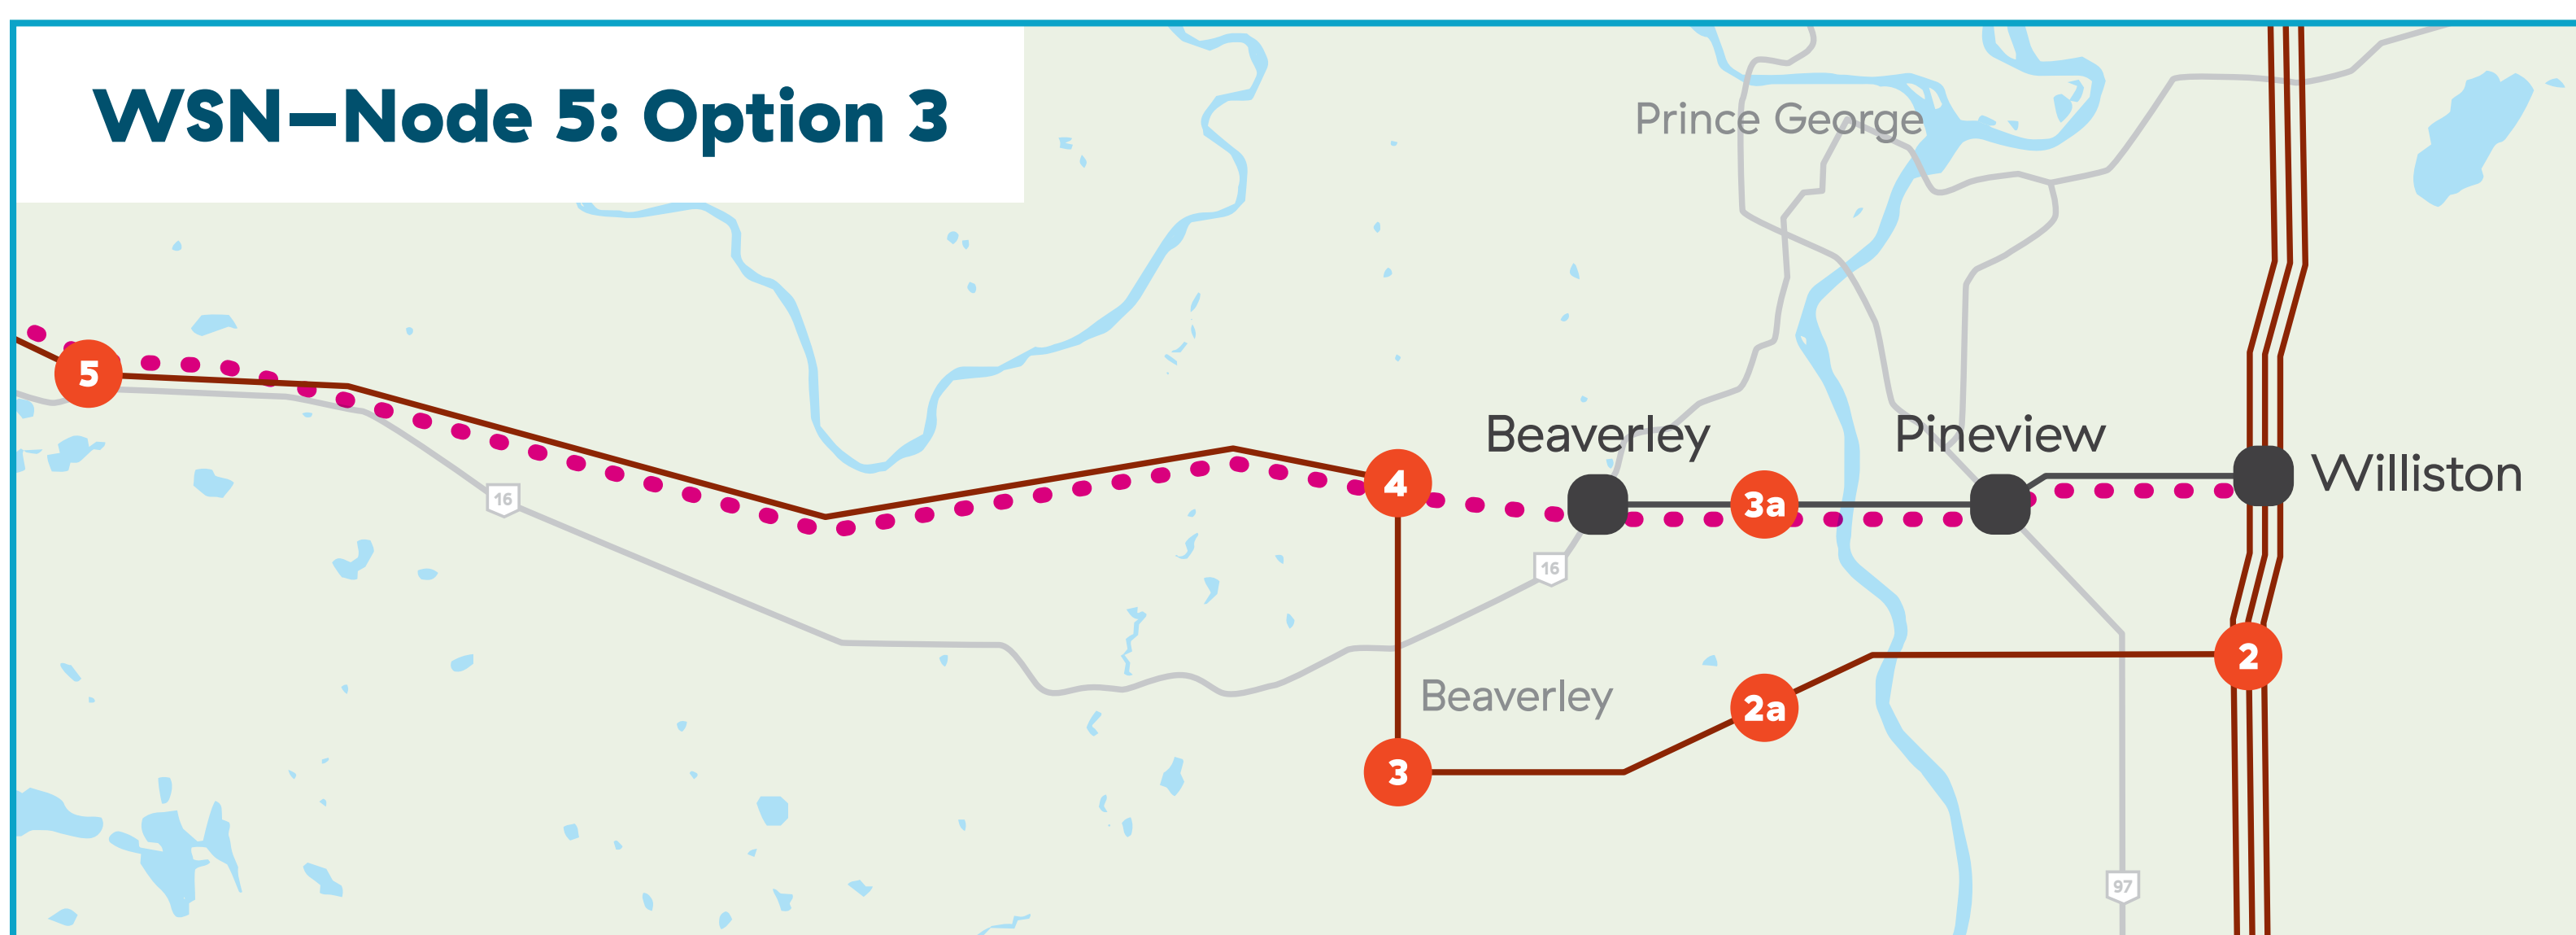 WSN—Node 5: Option 3
Prince George
5
Beaverley
Pineview
4
Williston
16
3a
16
2
Beaverley
2a
3
97